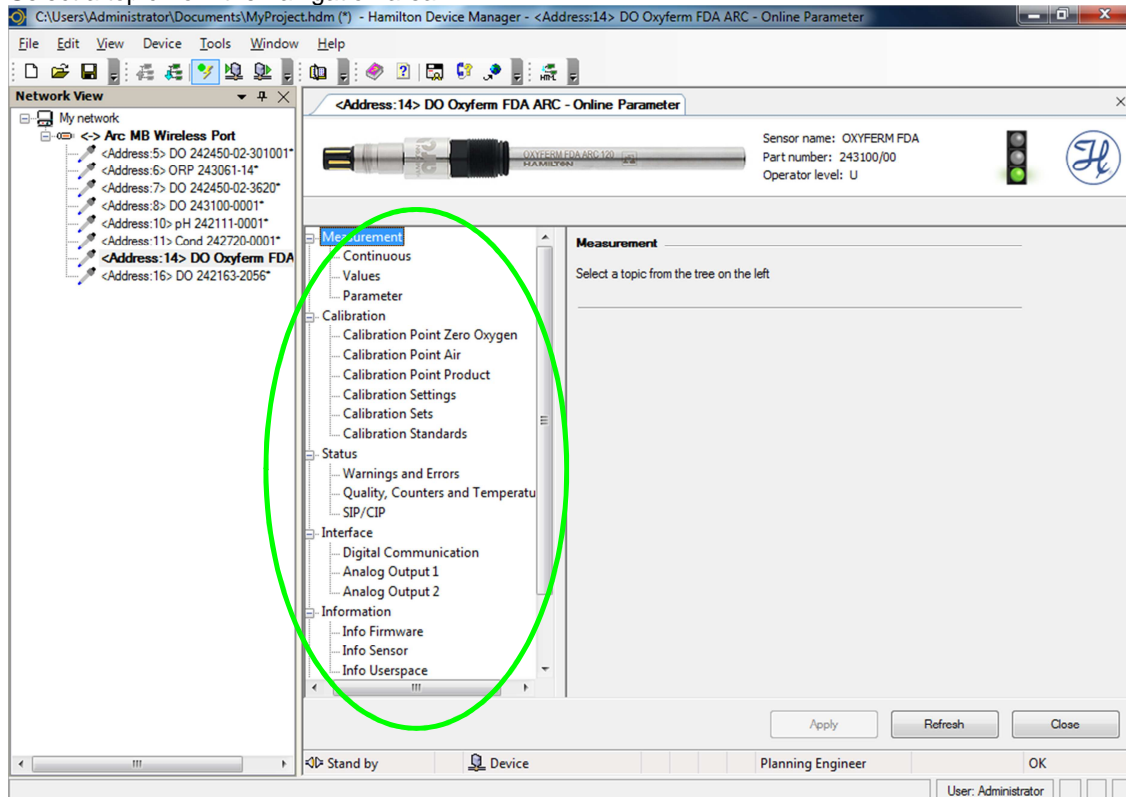 C:\Users\Administrator\Documents\MyProject.hdm (*) - Hamilton Device Manager - <Address:14> DO Oxyferm FDA ARC - Online Parameter
File Edit View Device Tools Window Help
Network View
My network
<-> Arc MB Wireless Port
<Address:5> DO 242450-02-301001*
<Address:6> ORP 243061-14*
<Address:7> DO 242450-02-3620*
<Address:8> DO 243100-0001*
<Address:10> pH 242111-0001*
<Address:11> Cond 242720-0001*
<Address:14> DO Oxyferm FDA
<Address:16> DO 242163-2056*
<Address:14> DO Oxyferm FDA ARC - Online Parameter
arc
OXYFERM FDA ARC 120
HAMILTON
Sensor name: OXYFERM FDA
Part number: 243100/00
Operator level: U
Measurement
Continuous
Values
Parameter
Calibration
Calibration Point Zero Oxygen
Calibration Point Air
Calibration Point Product
Calibration Settings
Calibration Sets
Calibration Standards
Status
Warnings and Errors
Quality, Counters and Temperatu
SIP/CIP
Interface
Digital Communication
Analog Output 1
Analog Output 2
Information
Info Firmware
Info Sensor
Info Userspace
Measurement
Select a topic from the tree on the left
Apply Refresh Close
Stand by Device Planning Engineer OK
User: Administrator